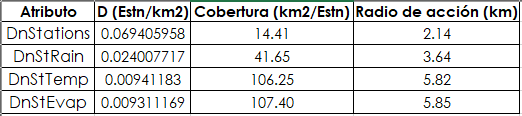 Atributo D (Estn/km2) Cobertura (km2/Estn) Radio de acción (km)
DnStations 0.069405958 14.41 2.14
DnStRain 0.024007717 41.65 3.64
DnStTemp 0.00941183 106.25 5.82
DnStEvap 0.009311169 107.40 5.85